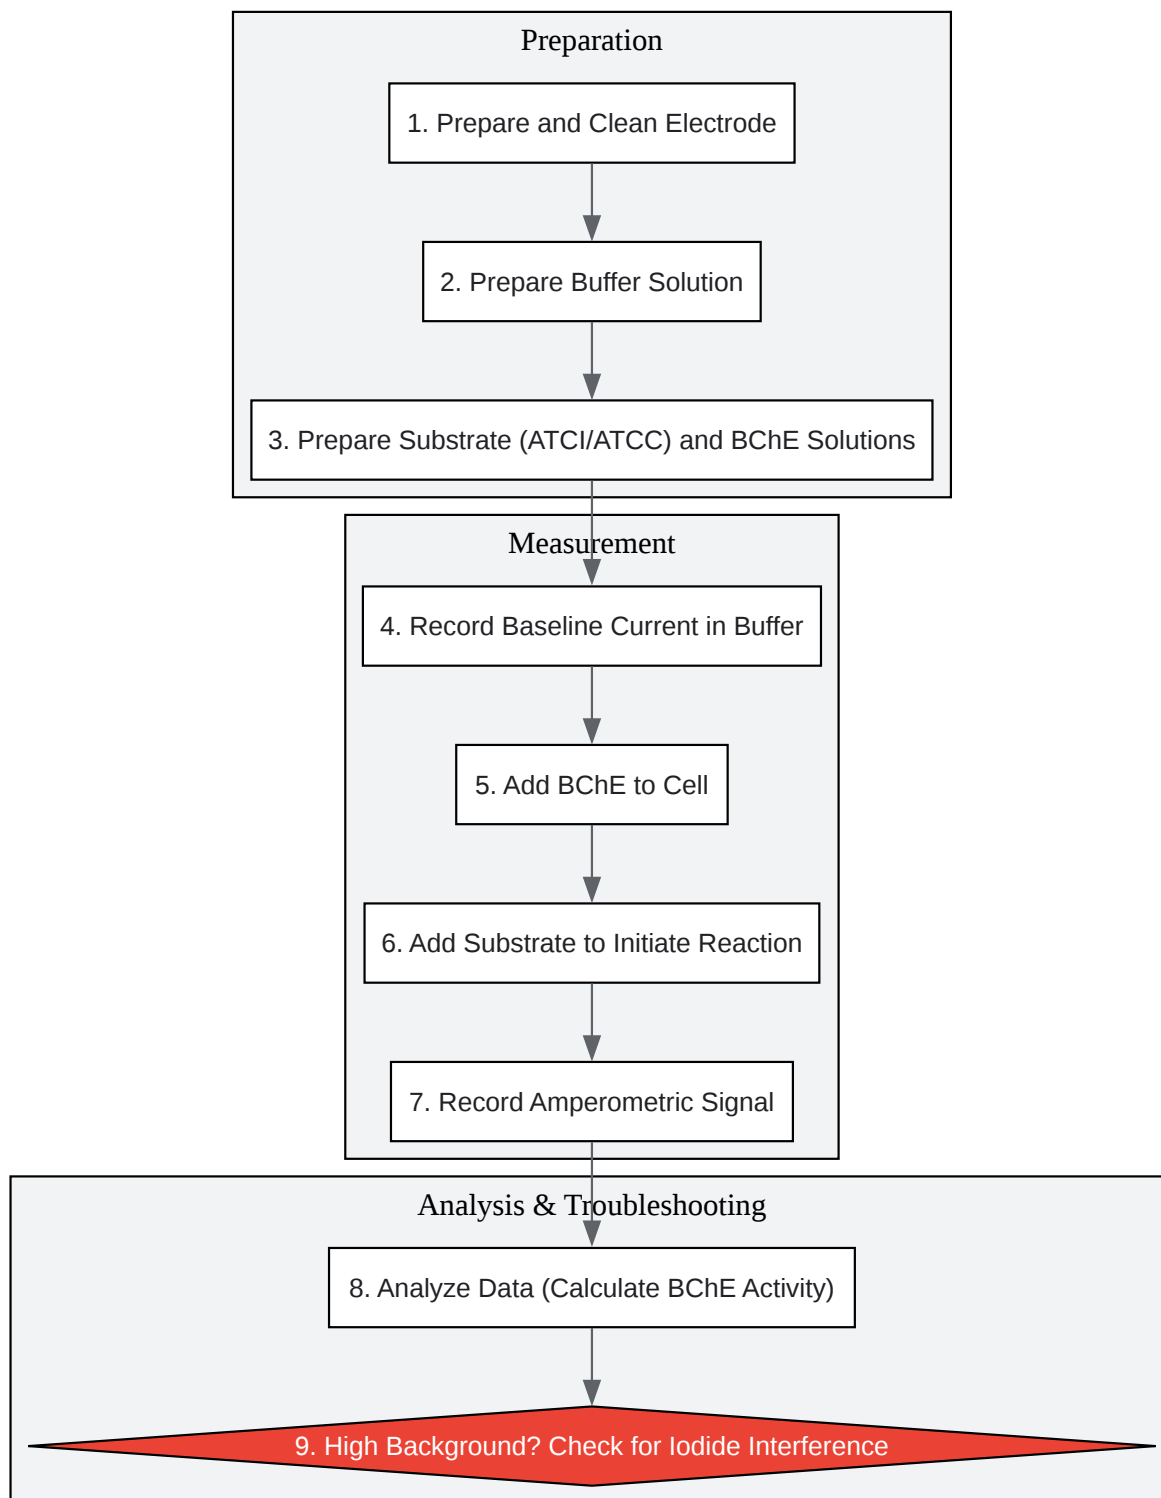 Preparation
1. Prepare and Clean Electrode
2. Prepare Buffer Solution
3. Prepare Substrate (ATCI/ATCC) and BChE Solutions
Measurement
4. Record Baseline Current in Buffer
5. Add BChE to Cell
6. Add Substrate to Initiate Reaction
7. Record Amperometric Signal
Analysis & Troubleshooting
8. Analyze Data (Calculate BChE Activity)
9. High Background? Check for Iodide Interference